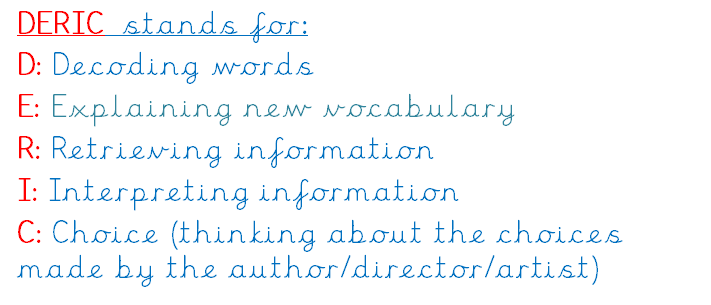 DERIC stands for:
D: Decoding words
E: Explaining new vocabulary
R: Retrieving information
I: Interpreting information
C: Choice (thinking about the choices
made by the author/director/artist)